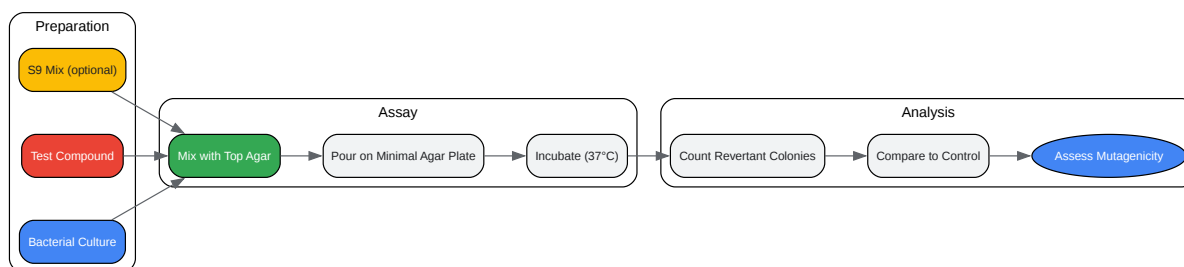 Preparation
S9 Mix (optional)
Test Compound
Bacterial Culture
Assay
Mix with Top Agar
Pour on Minimal Agar Plate
Incubate (37°C)
Analysis
Count Revertant Colonies
Compare to Control
Assess Mutagenicity